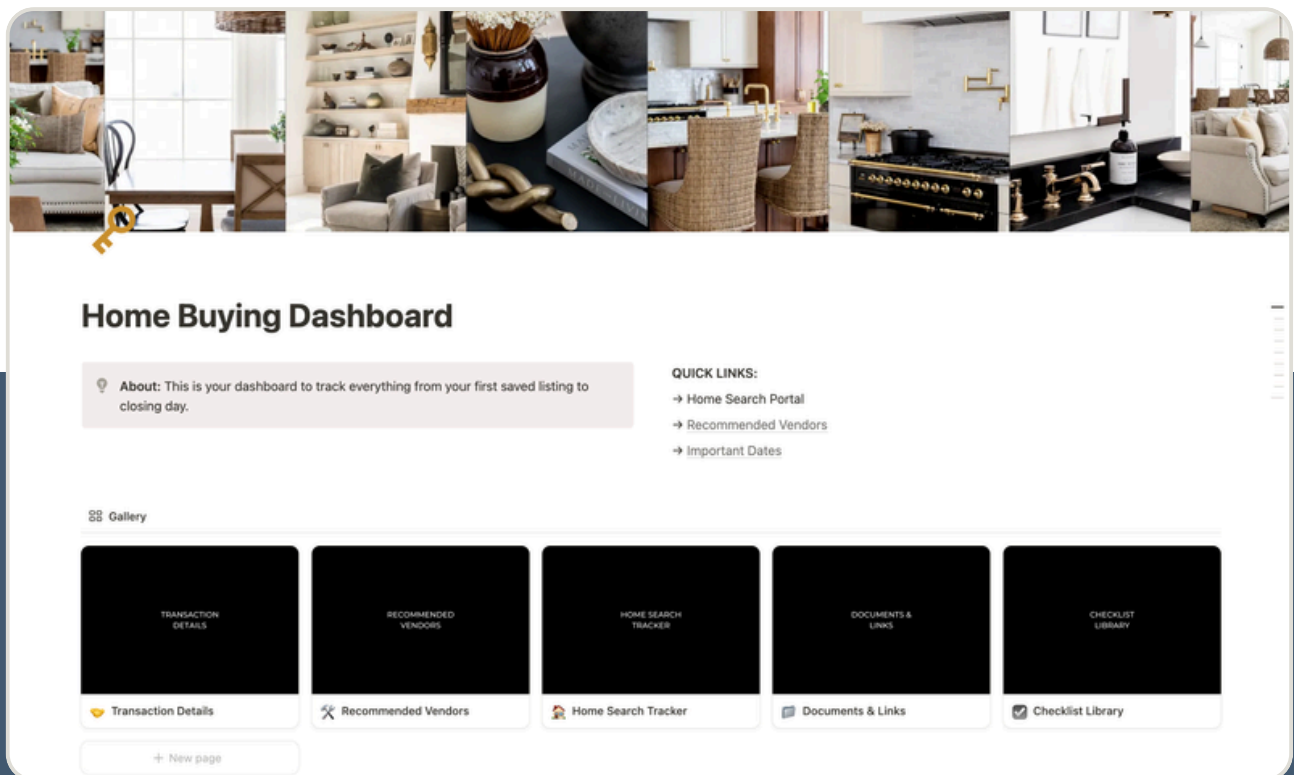 Home Buying Dashboard
About: This is your dashboard to track everything from your first saved listing to
closing day.
QUICK LINKS:
→ Home Search Portal
→ Recommended Vendors
→ Important Dates
Gallery
TRANSACTION
DETAILS
RECOMMENDED
VENDORS
HOME SEARCH
TRACKER
DOCUMENTS &
LINKS
CHECKLIST
LIBRARY
Transaction Details
Recommended Vendors
Home Search Tracker
Documents & Links
Checklist Library
+ New page